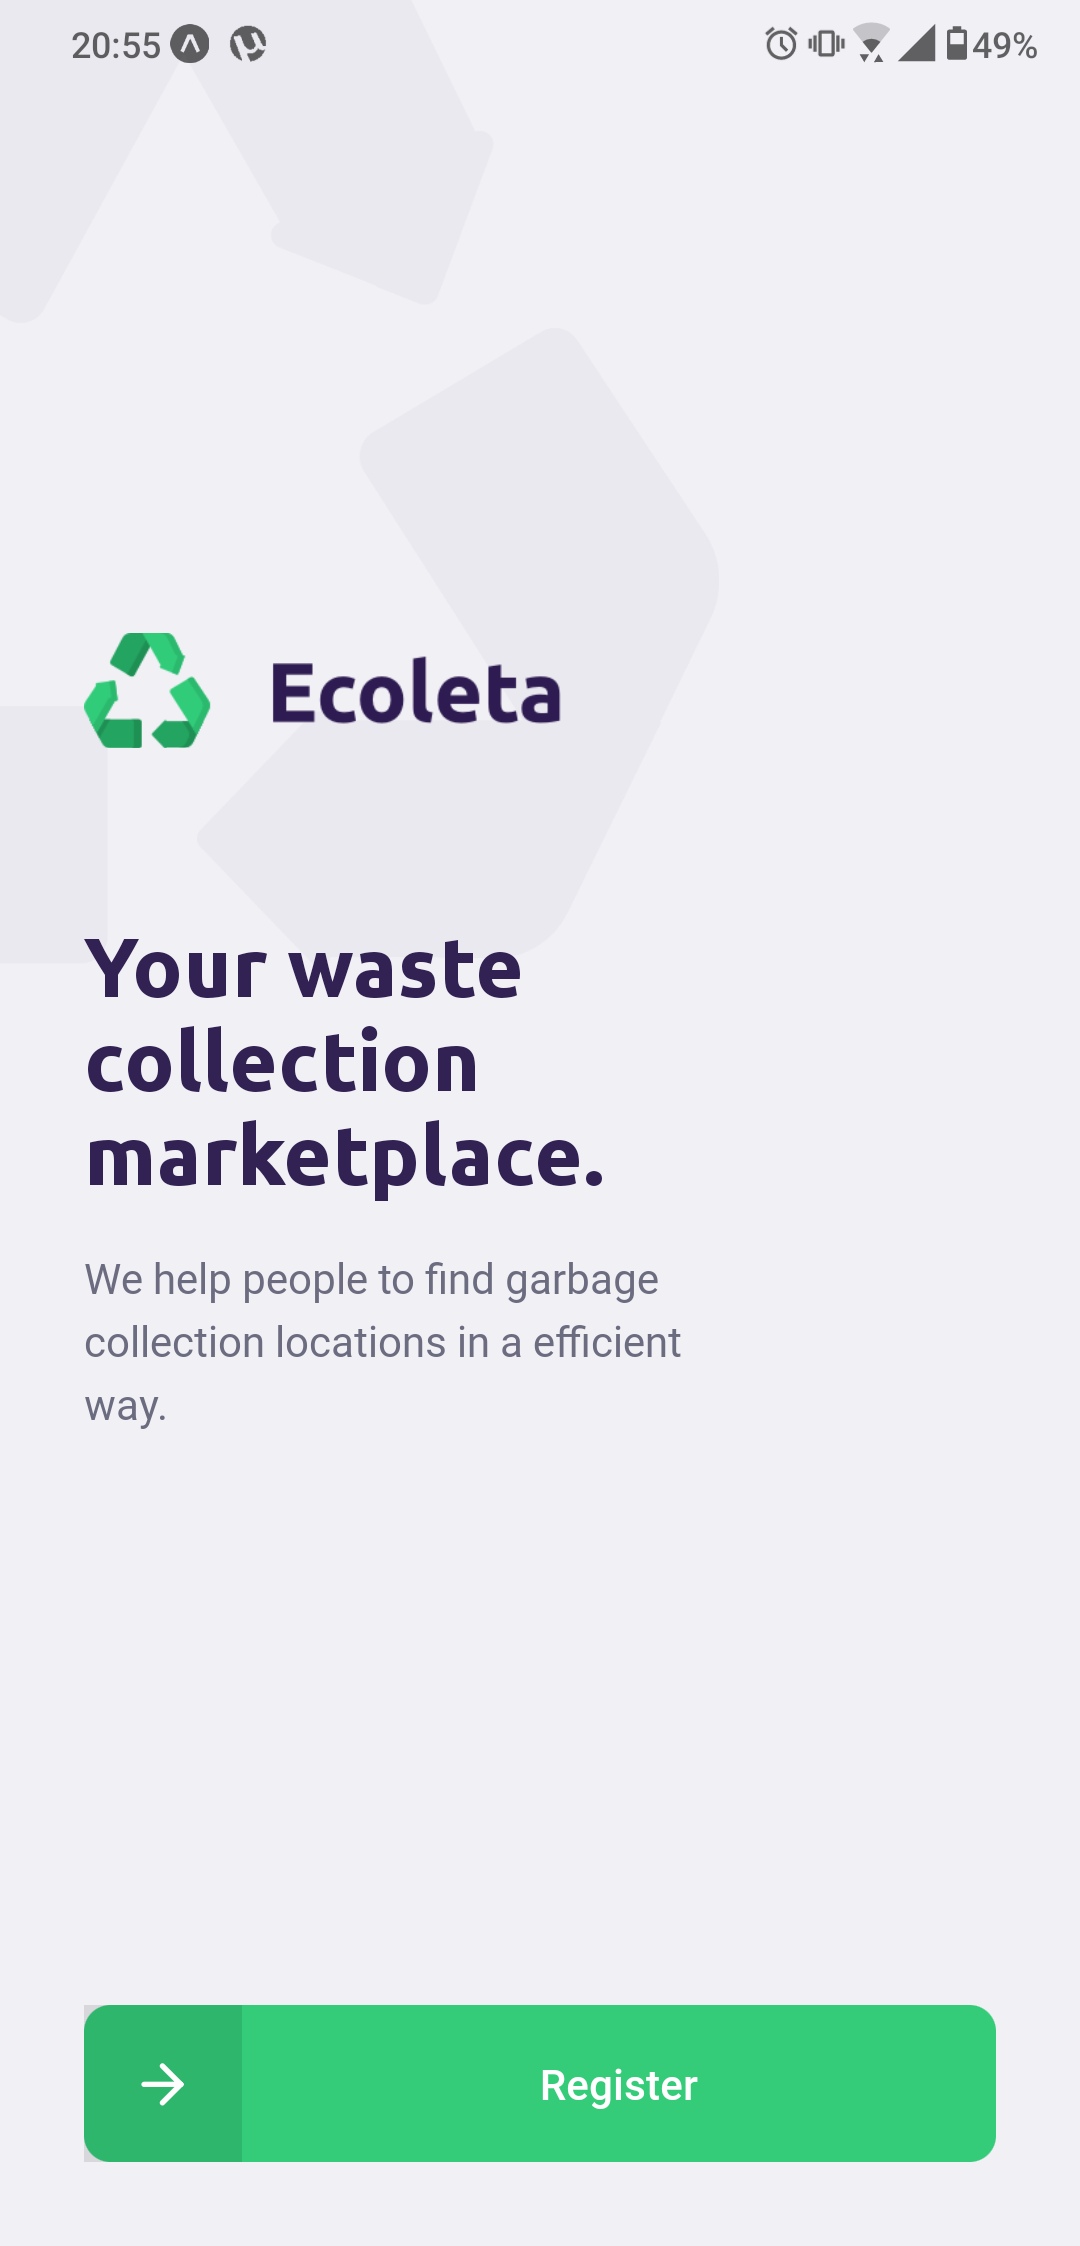 20:55
49%
Ecoleta
Your waste
collection
marketplace.
We help people to find garbage
collection locations in a efficient
way.
Register